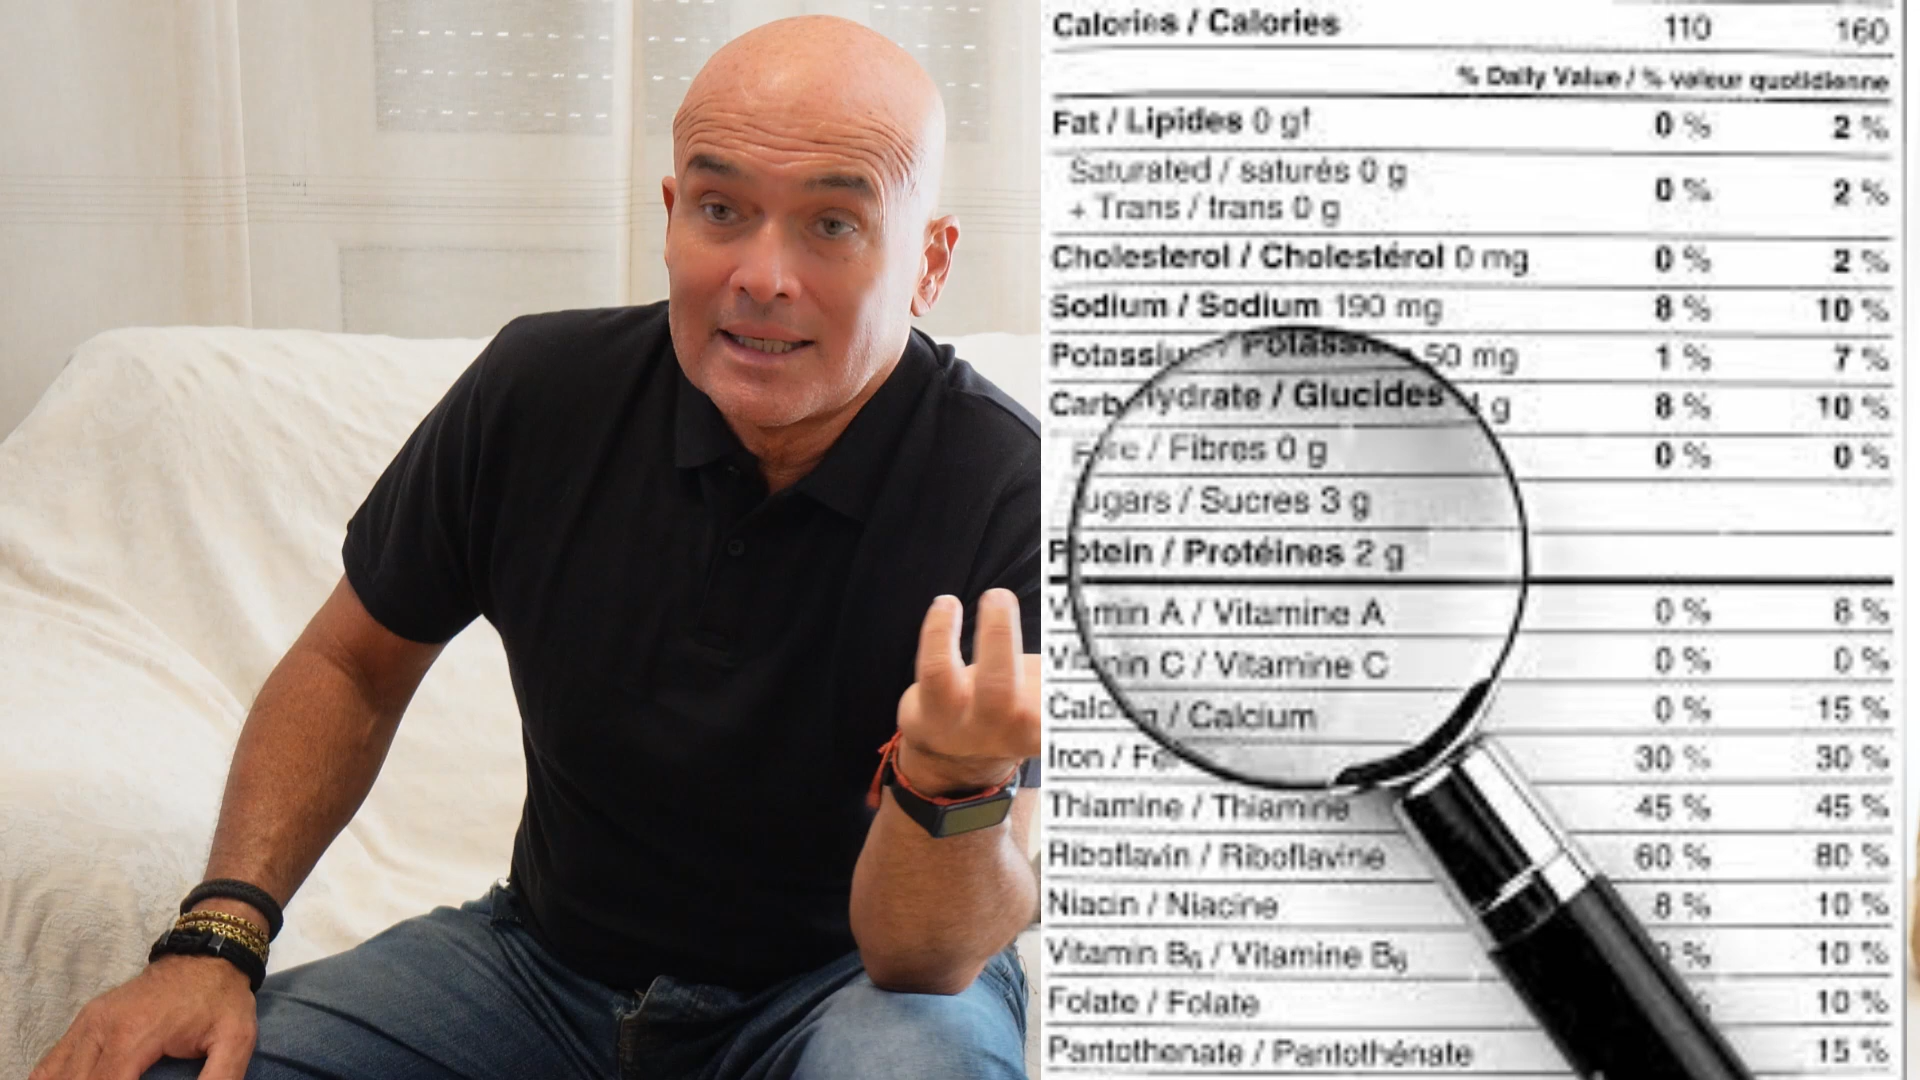 Calories / Calories 110 160
% Daily Value / % valeur quotidienne
Fat / Lipides 0 g† 0 % 2 %
Saturated / saturés 0 g
+ Trans / trans 0 g 0 % 2 %
Cholesterol / Cholestérol 0 mg 0 % 2 %
Sodium / Sodium 190 mg 8 % 10 %
50 mg 1 % 7 %
/ Glucides g 8 % 10 %
/ Fibres 0 g 0 % 0 %
/ Sucres 3 g
/ Protéines 2 g
A / Vitamine A 0 % 8 %
C / Vitamine C 0 % 0 %
/ Calcium 0 % 15 %
Iron / 30 % 30 %
Thiamine / Thiamine 45 % 45 %
Riboflavin / Riboflavine 60 % 80 %
Niacin / Niacine 8 % 10 %
Vitamin B6 / Vitamine B6 % 10 %
Folate / Folate 10 %
Pantothenate / Pantothénate 15 %